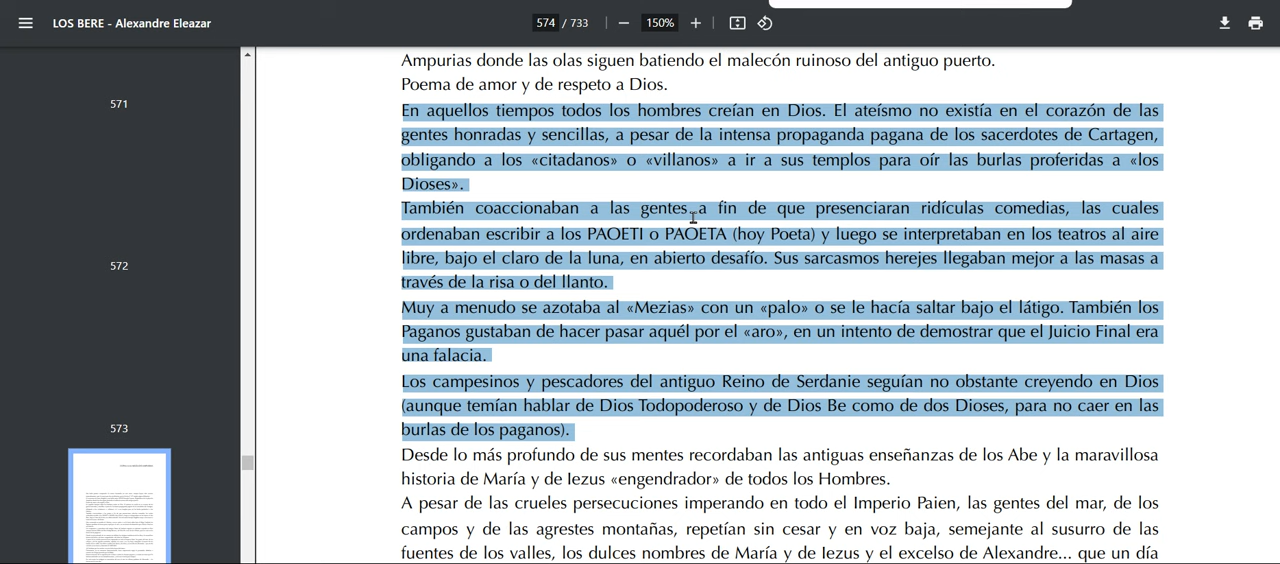 LOS BERE - Alexandre Eleazar
574 / 733
150%
571
572
573
Ampurias donde las olas siguen batiendo el malecón ruinoso del antiguo puerto.
Poema de amor y de respeto a Dios.
En aquellos tiempos todos los hombres creían en Dios. El ateísmo no existía en el corazón de las
gentes honradas y sencillas, a pesar de la intensa propaganda pagana de los sacerdotes de Cartagen,
obligando a los «citadanos» o «villanos» a ir a sus templos para oír las burlas proferidas a «los
Dioses».
También coaccionaban a las gentes a fin de que presenciaran ridículas comedias, las cuales
ordenaban escribir a los PAOETI o PAOETA (hoy Poeta) y luego se interpretaban en los teatros al aire
libre, bajo el claro de la luna, en abierto desafío. Sus sarcasmos herejes llegaban mejor a las masas a
través de la risa o del llanto.
Muy a menudo se azotaba al «Mezias» con un «palo» o se le hacía saltar bajo el látigo. También los
Paganos gustaban de hacer pasar aquél por el «aro», en un intento de demostrar que el Juicio Final era
una falacia.
Los campesinos y pescadores del antiguo Reino de Serdanie seguían no obstante creyendo en Dios
(aunque temían hablar de Dios Todopoderoso y de Dios Be como de dos Dioses, para no caer en las
burlas de los paganos).
Desde lo más profundo de sus mentes recordaban las antiguas enseñanzas de los Abe y la maravillosa
historia de María y de Iezus «engendrador» de todos los Hombres.
A pesar de las crueles persecuciones imperando en el Imperio Paien, las gentes del mar, de los
campos y de las grandes montañas, repetían sin cesar en voz baja, semejante al susurro de las
fuentes de los valles, los dulces nombres de María y de Iezus y el excelso de Alexandre... que un día